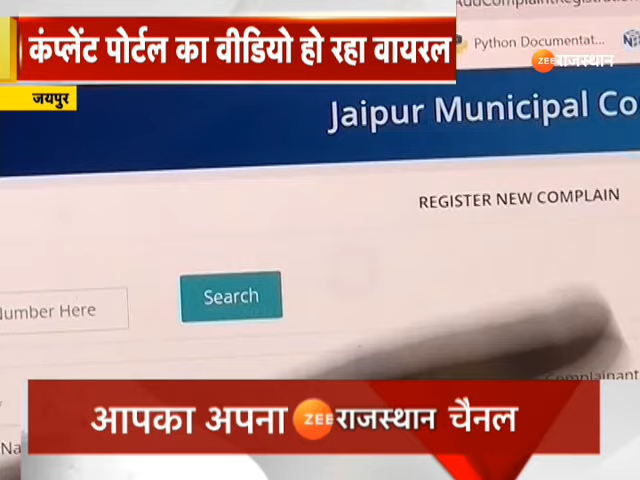 कंप्लेंट पोर्टल का वीडियो हो रहा वायरल
Python Documentat...
ZEE राजस्थान
जयपुर
Jaipur Municipal Co
REGISTER NEW COMPLAIN
Number Here
Search
Complainant
आपका अपना ZEE राजस्थान चैनल
Na